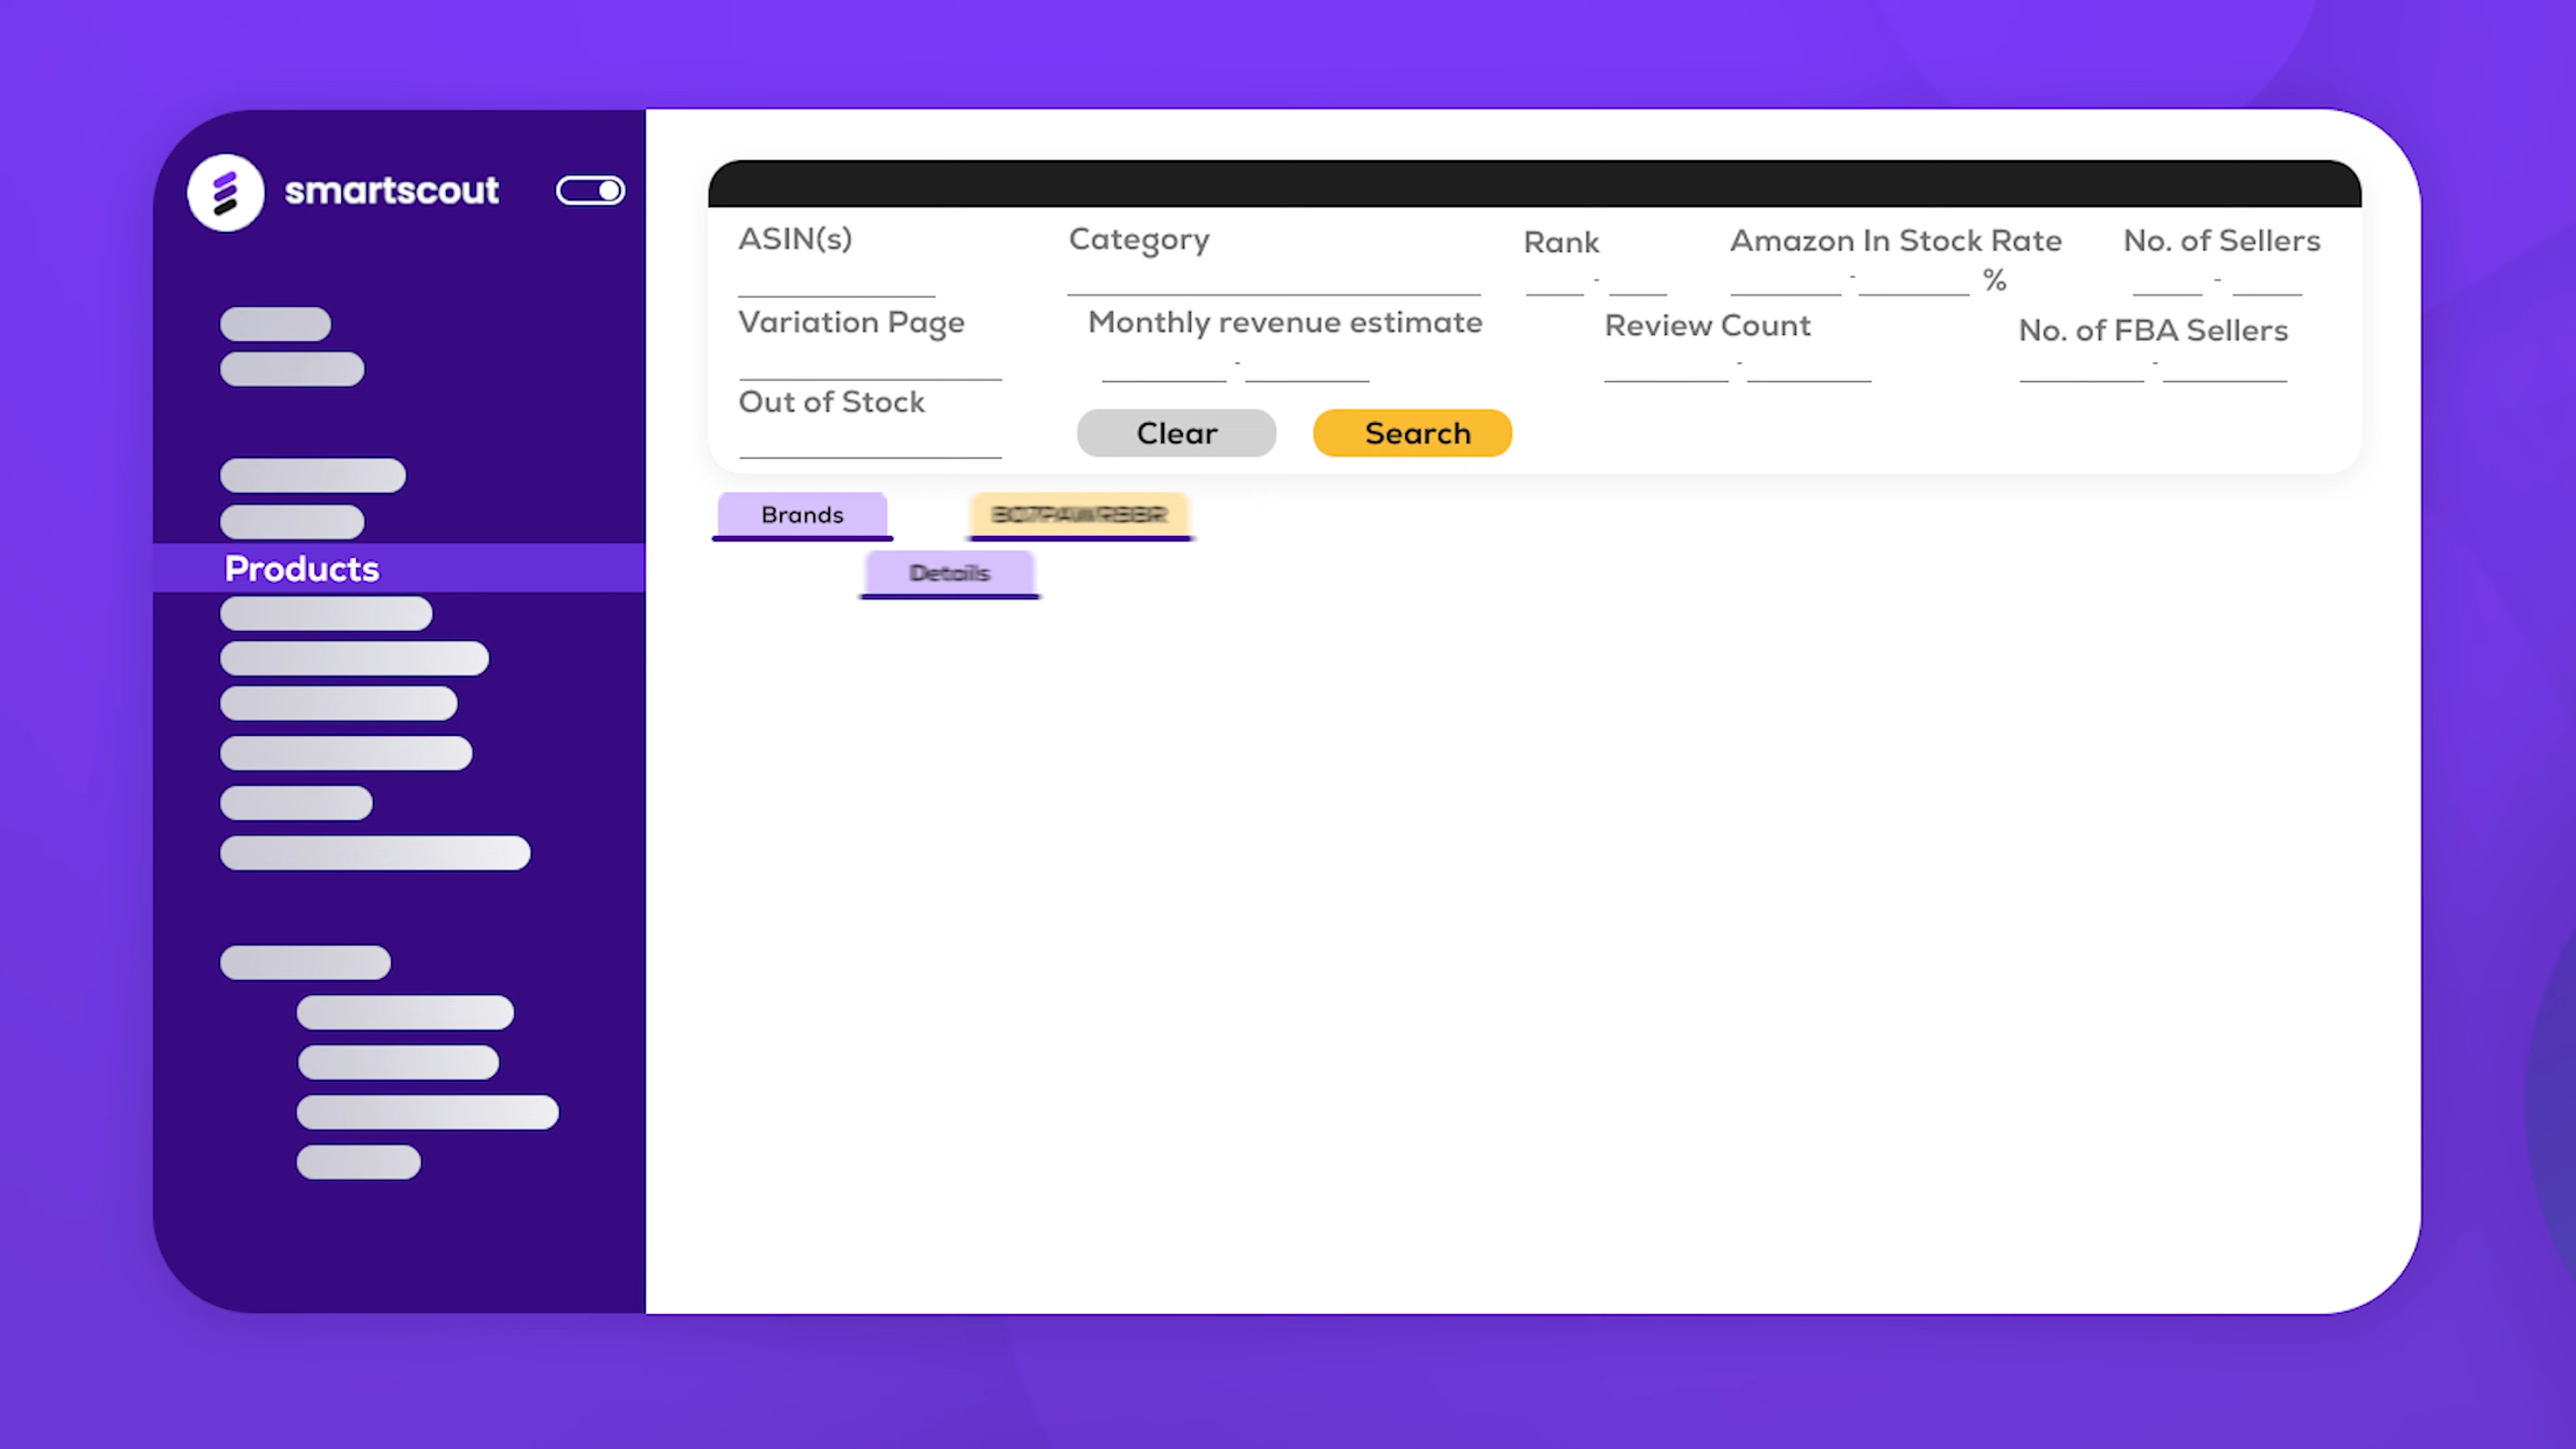 smartscout
Products
ASIN(s)
Category
Rank
Amazon In Stock Rate
No. of Sellers
- - % -
Variation Page
Monthly revenue estimate
Review Count
No. of FBA Sellers
- - -
Out of Stock
Clear
Search
Brands
Details